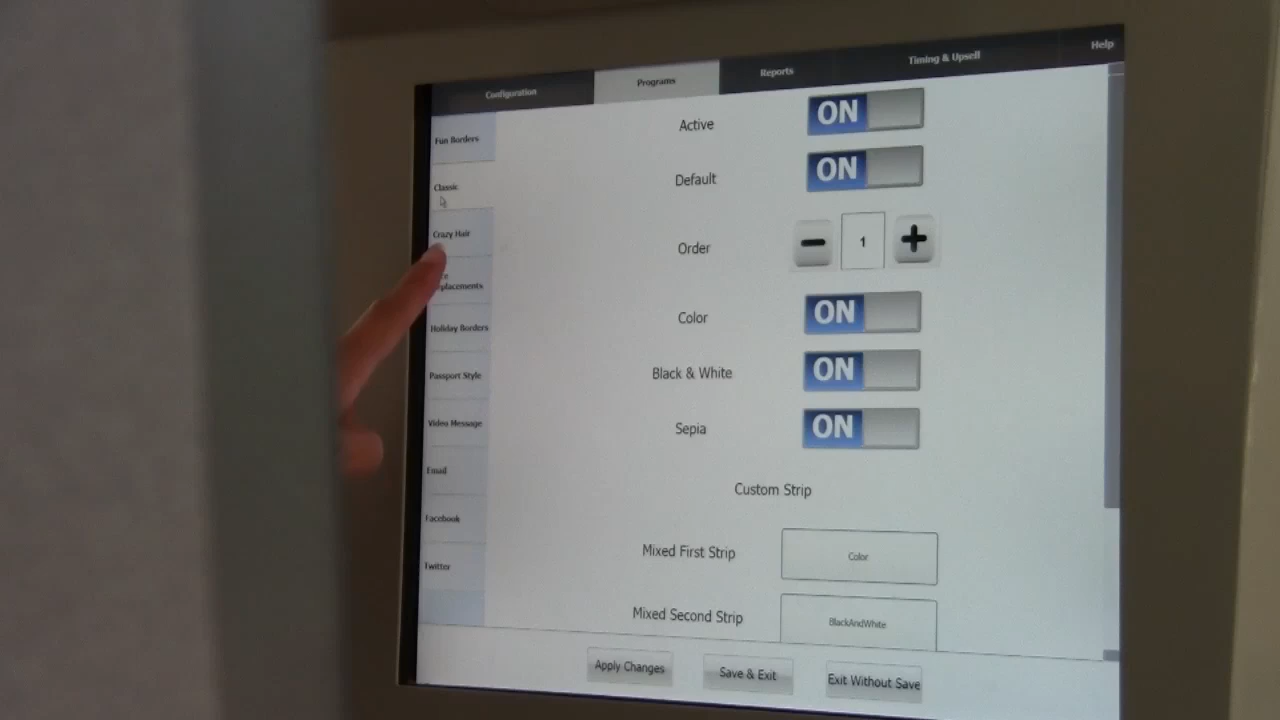 Configuration
Programs
Reports
Timing & Upsell
Help
Fun Borders
Classic
Crazy Hair
Holiday Borders
Passport Style
Video Message
Email
Facebook
Twitter
Active ON
Default ON
Order 1
Color ON
Black & White ON
Sepia ON
Custom Strip
Mixed First Strip Color
Mixed Second Strip BlackAndWhite
Apply Changes
Save & Exit
Exit Without Save